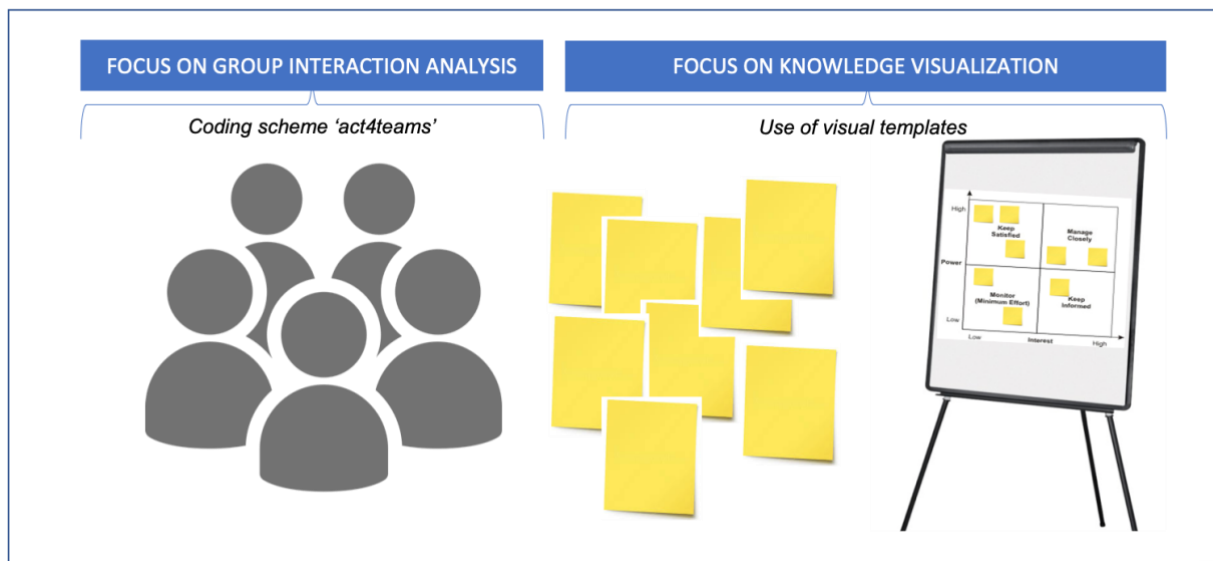 FOCUS ON GROUP INTERACTION ANALYSIS
FOCUS ON KNOWLEDGE VISUALIZATION
Coding scheme ‘act4teams’
Use of visual templates
High
Keep
Satisfied
Manage
Closely
Power
Monitor
(Minimum Effort)
Keep
Informed
Low
Low
Interest
High